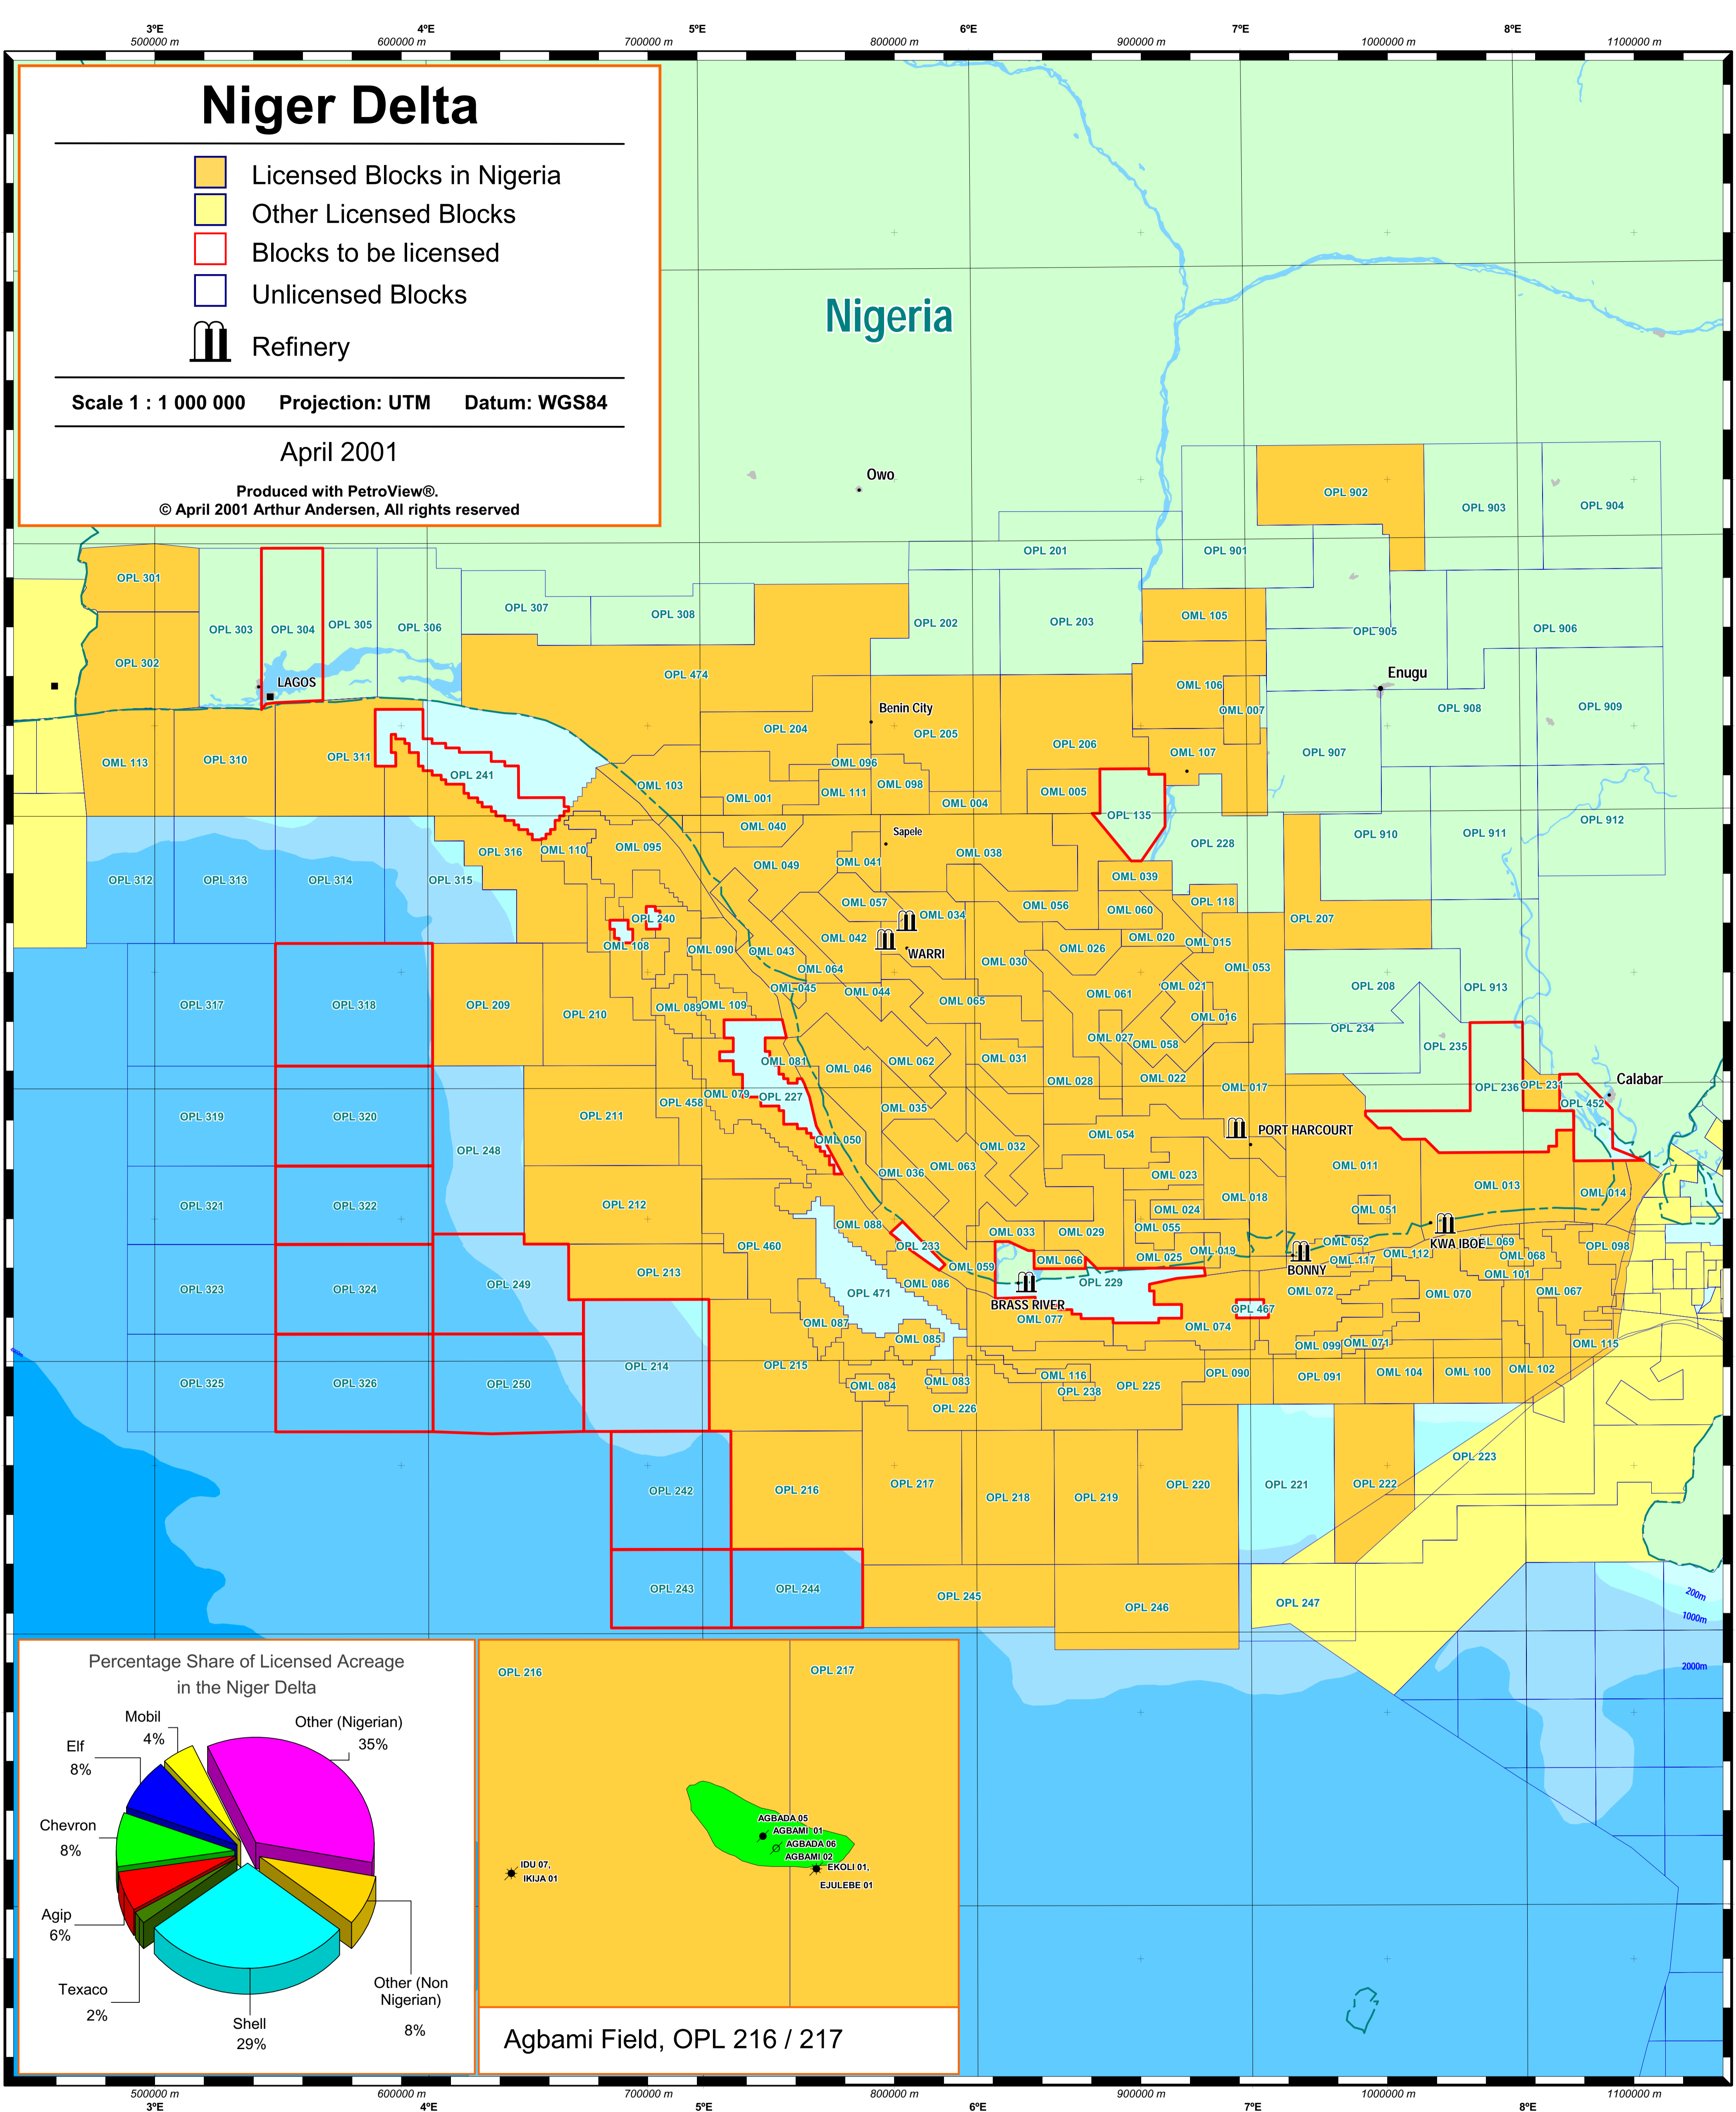 3°E 4°E 5°E 6°E 7°E 8°E
500000 m 600000 m 700000 m 800000 m 900000 m 1000000 m 1100000 m
Niger Delta
Licensed Blocks in Nigeria
Other Licensed Blocks
Blocks to be licensed
Unlicensed Blocks
Refinery
Scale 1 : 1 000 000 Projection: UTM Datum: WGS84
April 2001
Produced with PetroView®.
© April 2001 Arthur Andersen, All rights reserved
Nigeria
Owo
OPL 902
OPL 903
OPL 904
OPL 201
OPL 901
OPL 301
OPL 307
OPL 308
OPL 303
OPL 304
OPL 305
OPL 306
OPL 202
OPL 203
OML 105
OPL 905
OPL 906
OPL 302
OPL 474
LAGOS
OML 106
Enugu
Benin City
OML 007
OPL 908
OPL 909
OPL 204
OPL 205
OPL 206
OML 113
OPL 310
OPL 311
OML 096
OML 107
OPL 907
OPL 241
OML 103
OML 001
OML 111
OML 098
OML 004
OML 005
OPL 135
OML 040
Sapele
OPL 910
OPL 911
OPL 912
OPL 316
OML 110
OML 095
OML 049
OML 041
OML 038
OPL 228
OPL 312
OPL 313
OPL 314
OPL 315
OML 039
OML 057
OML 056
OML 060
OPL 118
OPL 240
OML 034
OPL 207
OML 108
OML 090
OML 043
OML 042
WARRI
OML 026
OML 020
OML 015
OML 030
OML 053
OML 064
OPL 317
OPL 318
OPL 209
OPL 210
OML 089
OML 109
OML 045
OML 044
OML 065
OML 061
OML 021
OPL 208
OPL 913
OML 016
OPL 234
OML 027
OML 058
OPL 235
OML 081
OML 046
OML 062
OML 031
OML 028
OML 022
OML 017
OPL 236
OPL 231
Calabar
OPL 452
OPL 319
OPL 320
OPL 211
OPL 458
OML 079
OPL 227
OML 035
PORT HARCOURT
OML 050
OML 054
OPL 248
OML 032
OML 036
OML 063
OML 023
OML 011
OML 013
OML 014
OPL 321
OPL 322
OPL 212
OML 018
OML 024
OML 051
OML 088
OML 033
OML 029
OML 055
OPL 460
OPL 233
OML 066
OML 025
OML 019
OML 052
KWA IBOE
OML 112
OML 117
OML 068
OPL 098
BONNY
OPL 323
OPL 324
OPL 249
OPL 213
OML 059
OML 086
OPL 229
OML 101
OPL 471
BRASS RIVER
OML 077
OPL 467
OML 072
OML 070
OML 067
OML 087
OML 085
OML 074
OML 099
OML 071
OML 115
OPL 325
OPL 326
OPL 250
OPL 214
OPL 215
OML 084
OML 083
OML 116
OPL 238
OPL 225
OPL 090
OPL 091
OML 104
OML 100
OML 102
OPL 226
OPL 242
OPL 216
OPL 217
OPL 218
OPL 219
OPL 220
OPL 221
OPL 222
OPL 223
OPL 243
OPL 244
OPL 245
OPL 246
OPL 247
200m
1000m
2000m
Percentage Share of Licensed Acreage
in the Niger Delta
Mobil
4%
Other (Nigerian)
35%
Elf
8%
Chevron
8%
Agip
6%
Texaco
2%
Shell
29%
Other (Non
Nigerian)
8%
OPL 216
OPL 217
AGBADA 05
AGBAMI 01
AGBADA 06
AGBAMI 02
IDU 07,
IKIJA 01
EKOLI 01,
EJULEBE 01
Agbami Field, OPL 216 / 217
500000 m 600000 m 700000 m 800000 m 900000 m 1000000 m 1100000 m
3°E 4°E 5°E 6°E 7°E 8°E